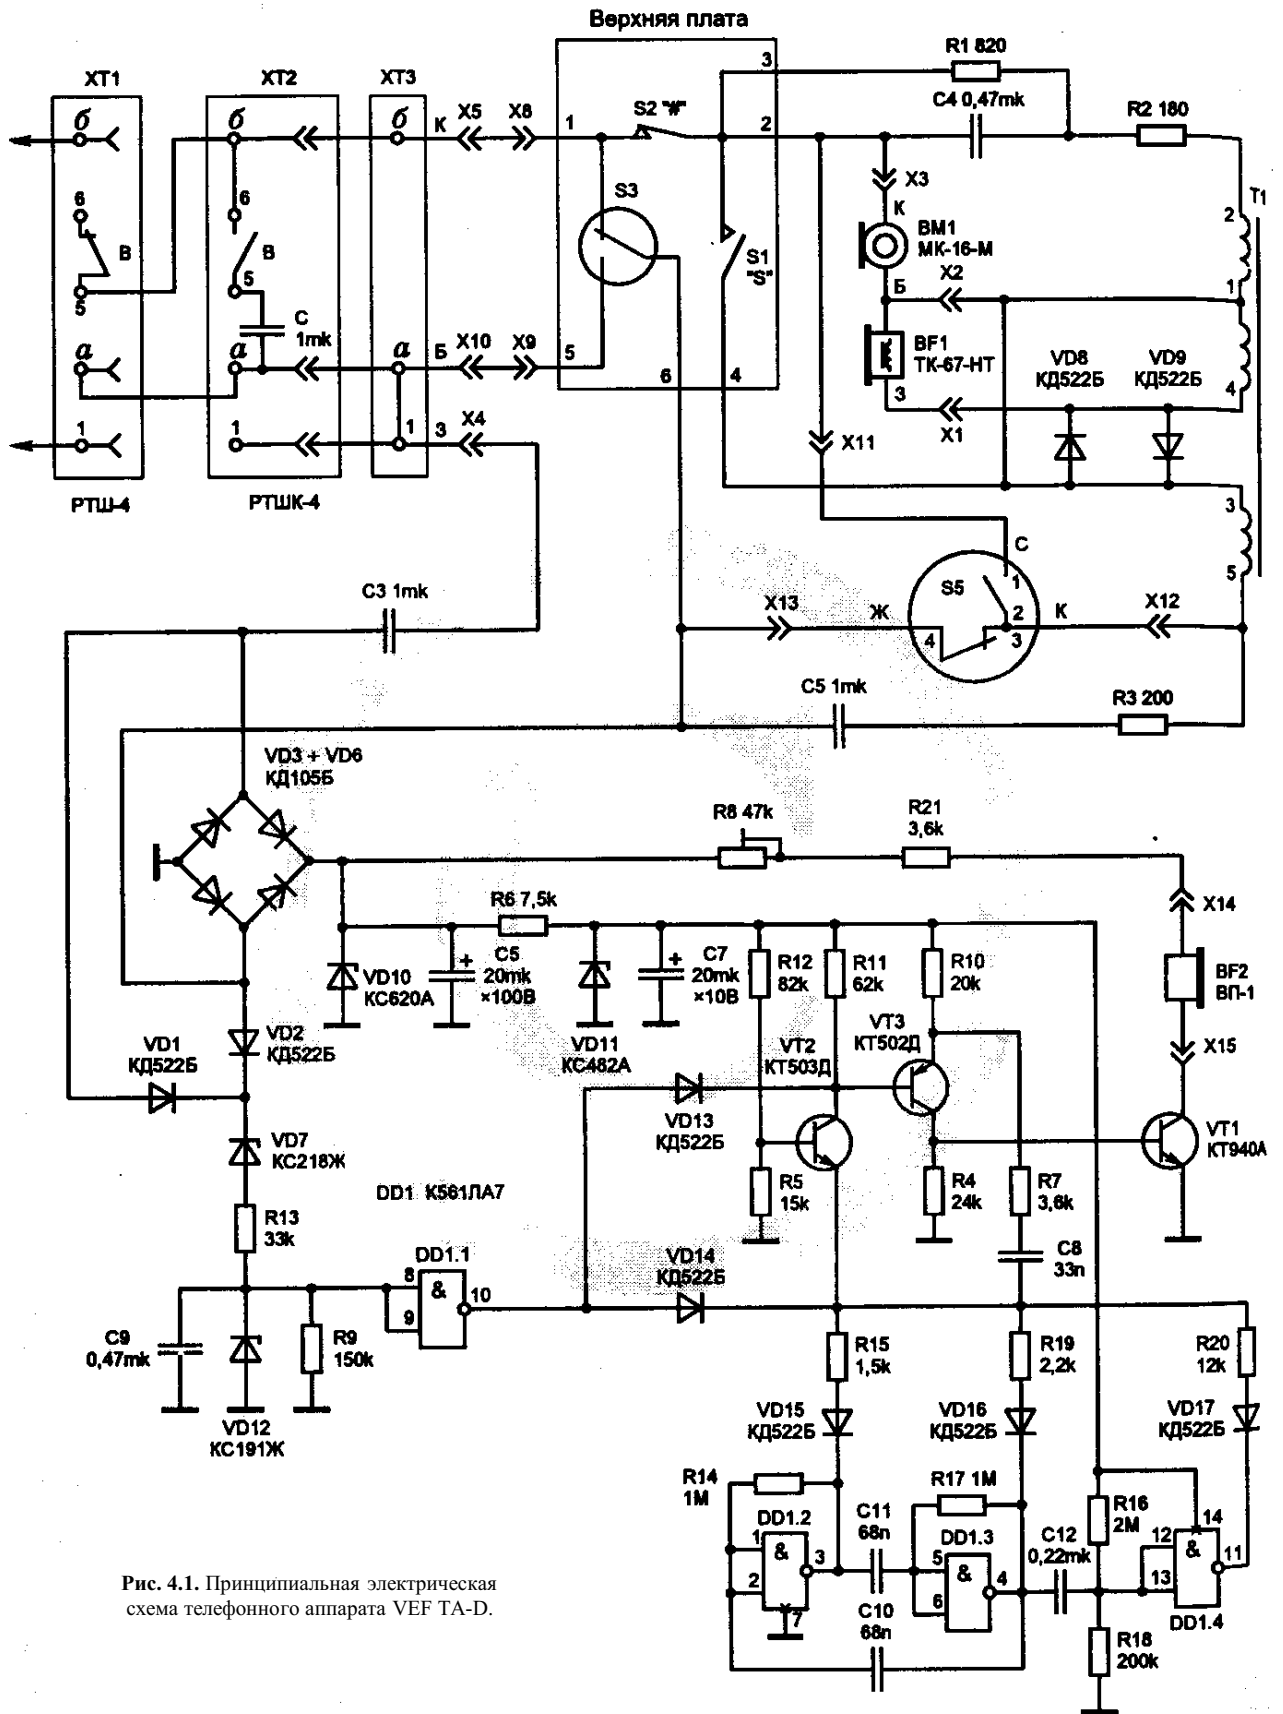 Верхняя плата
XT1
XT2
XT3
б
б
б
К
X5
X8
1
S2 "#"
3
2
R1 820
C4 0,47mk
R2 180
6
В
5
6
В
5
C
1mk
S3
S1
"S"
X3
К
BM1
МК-16-М
Б
X2
T1
2
1
а
а
а
Б
X10
X9
5
6
4
BF1
ТК-67-НТ
З
X1
VD8
КД522Б
VD9
КД522Б
4
1
1
1
З
X4
X11
РТШ-4
РТШК-4
3
5
С
S5
1
2
3
4
C3 1mk
X13
Ж
К
X12
C5 1mk
R3 200
VD3 + VD6
КД105Б
R8 47k
R21
3,6k
X14
R6 7,5k
VD10
КС620А
C5
20mk
×100В
+
VD11
КС482А
C7
20mk
×10В
+
R12
82k
R11
62k
R10
20k
BF2
ВП-1
X15
VD1
КД522Б
VD2
КД522Б
VT2
КТ503Д
VT3
КТ502Д
VD13
КД522Б
VT1
КТ940А
VD7
КС218Ж
DD1 К561ЛА7
R5
15k
R4
24k
R7
3,6k
C8
33n
R13
33k
DD1.1
8
9
&
10
VD14
КД522Б
C9
0,47mk
R9
150k
VD12
КС191Ж
R15
1,5k
R19
2,2k
R20
12k
VD15
КД522Б
VD16
КД522Б
VD17
КД522Б
R14
1M
R17 1M
DD1.2
1
2
&
3
7
C11
68n
DD1.3
5
6
&
4
C10
68n
C12
0,22mk
R16
2M
14
12
13
&
11
DD1.4
R18
200k
Рис. 4.1. Принципиальная электрическая
схема телефонного аппарата VEF TA-D.